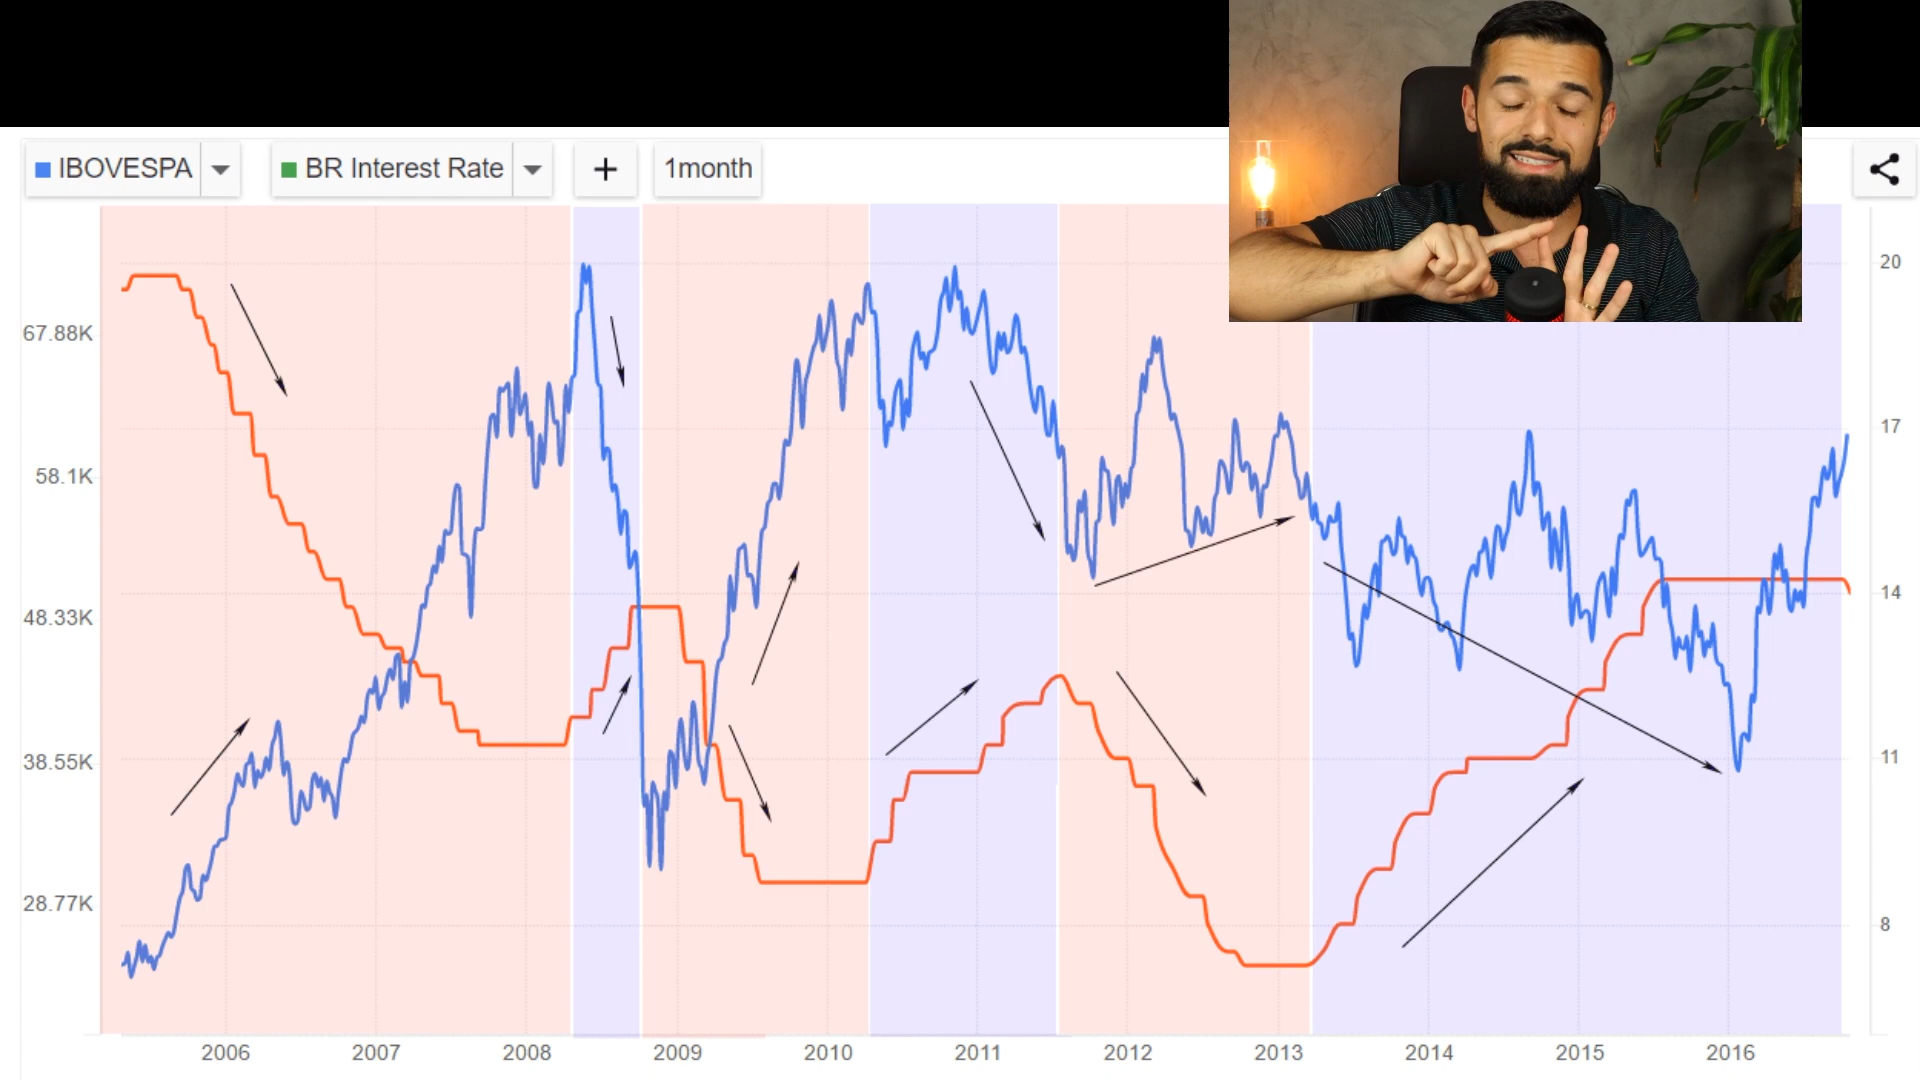 IBOVESPA
BR Interest Rate
+
1month
67.88K
58.1K
48.33K
38.55K
28.77K
20
17
14
11
8
2006 2007 2008 2009 2010 2011 2012 2013 2014 2015 2016